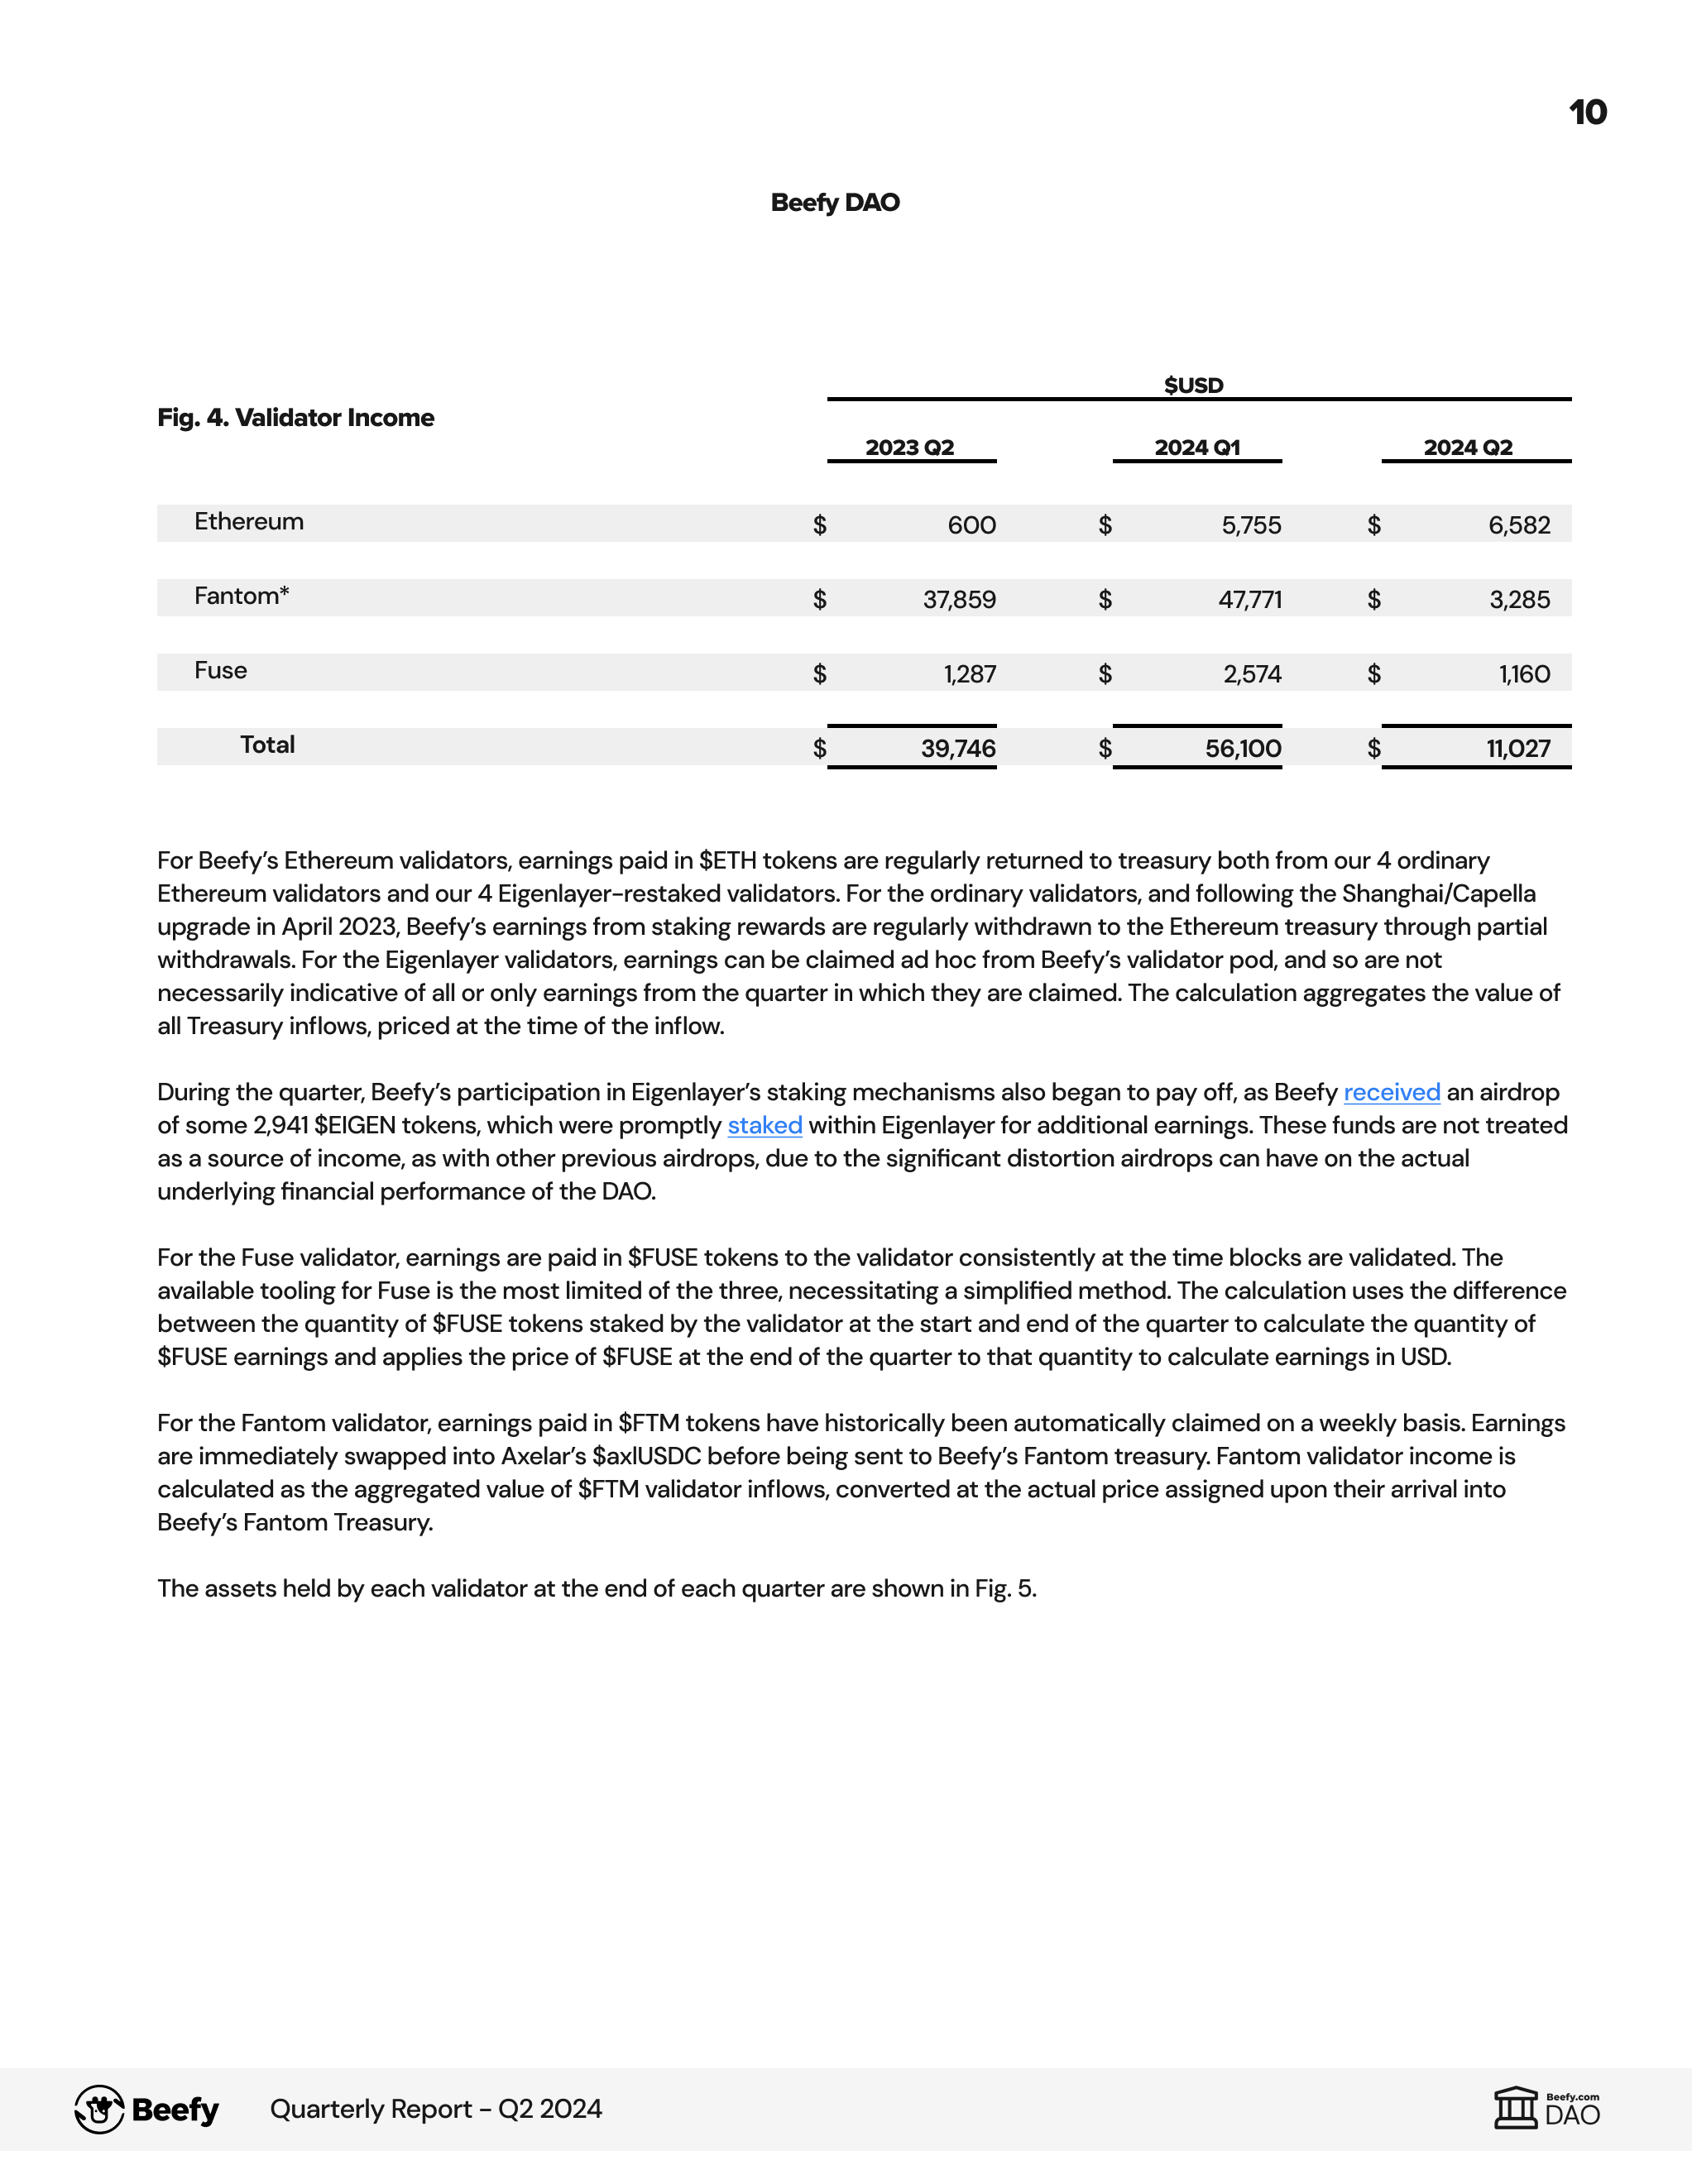 10
Beefy DAO
$USD
Fig. 4. Validator Income
2023 Q2 2024 Q1 2024 Q2
Ethereum $ 600 $ 5,755 $ 6,582
Fantom* $ 37,859 $ 47,771 $ 3,285
Fuse $ 1,287 $ 2,574 $ 1,160
Total $ 39,746 $ 56,100 $ 11,027
For Beefy’s Ethereum validators, earnings paid in $ETH tokens are regularly returned to treasury both from our 4 ordinary
Ethereum validators and our 4 Eigenlayer-restaked validators. For the ordinary validators, and following the Shanghai/Capella
upgrade in April 2023, Beefy’s earnings from staking rewards are regularly withdrawn to the Ethereum treasury through partial
withdrawals. For the Eigenlayer validators, earnings can be claimed ad hoc from Beefy’s validator pod, and so are not
necessarily indicative of all or only earnings from the quarter in which they are claimed. The calculation aggregates the value of
all Treasury inflows, priced at the time of the inflow.
During the quarter, Beefy’s participation in Eigenlayer’s staking mechanisms also began to pay off, as Beefy received an airdrop
of some 2,941 $EIGEN tokens, which were promptly staked within Eigenlayer for additional earnings. These funds are not treated
as a source of income, as with other previous airdrops, due to the significant distortion airdrops can have on the actual
underlying financial performance of the DAO.
For the Fuse validator, earnings are paid in $FUSE tokens to the validator consistently at the time blocks are validated. The
available tooling for Fuse is the most limited of the three, necessitating a simplified method. The calculation uses the difference
between the quantity of $FUSE tokens staked by the validator at the start and end of the quarter to calculate the quantity of
$FUSE earnings and applies the price of $FUSE at the end of the quarter to that quantity to calculate earnings in USD.
For the Fantom validator, earnings paid in $FTM tokens have historically been automatically claimed on a weekly basis. Earnings
are immediately swapped into Axelar’s $axlUSDC before being sent to Beefy’s Fantom treasury. Fantom validator income is
calculated as the aggregated value of $FTM validator inflows, converted at the actual price assigned upon their arrival into
Beefy’s Fantom Treasury.
The assets held by each validator at the end of each quarter are shown in Fig. 5.
Beefy Quarterly Report - Q2 2024
Beefy.com
DAO